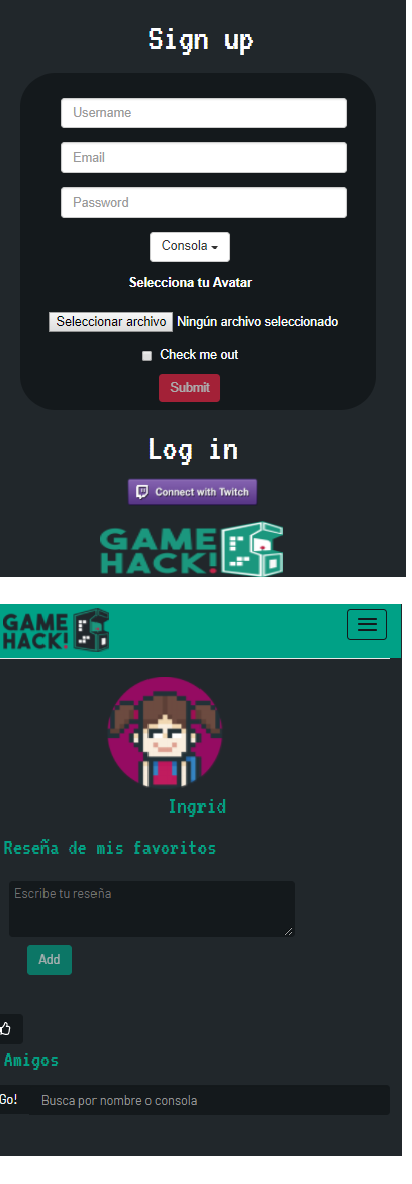 Sign up
Username
Email
Password
Consola
Selecciona tu Avatar
Seleccionar archivo Ningún archivo seleccionado
Check me out
Submit
Log in
Connect with Twitch
GAME
HACK!
GAME
HACK!
Ingrid
Reseña de mis favoritos
Escribe tu reseña
Add
Amigos
Go! Busca por nombre o consola